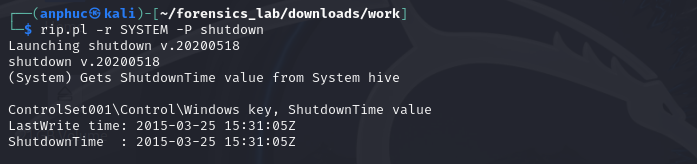 ┌──(anphuc㉿kali)-[~/forensics_lab/downloads/work]
└─$ rip.pl -r SYSTEM -P shutdown
Launching shutdown v.20200518
shutdown v.20200518
(System) Gets ShutdownTime value from System hive
ControlSet001\Control\Windows key, ShutdownTime value
LastWrite time: 2015-03-25 15:31:05Z
ShutdownTime  : 2015-03-25 15:31:05Z